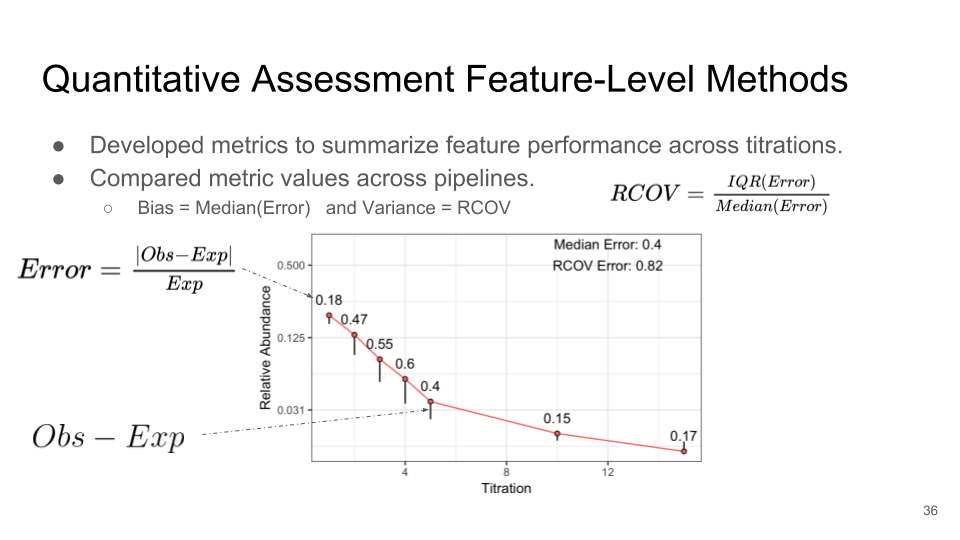 Quantitative Assessment Feature-Level Methods
● Developed metrics to summarize feature performance across titrations.
● Compared metric values across pipelines.
○ Bias = Median(Error) and Variance = RCOV
RCOV = IQR(Error) / Median(Error)
Error = |Obs−Exp| / Exp
Obs − Exp
Median Error: 0.4
RCOV Error: 0.82
Relative Abundance
0.500
0.125
0.031
0.18
0.47
0.55
0.6
0.4
0.15
0.17
4 8 12
Titration
36